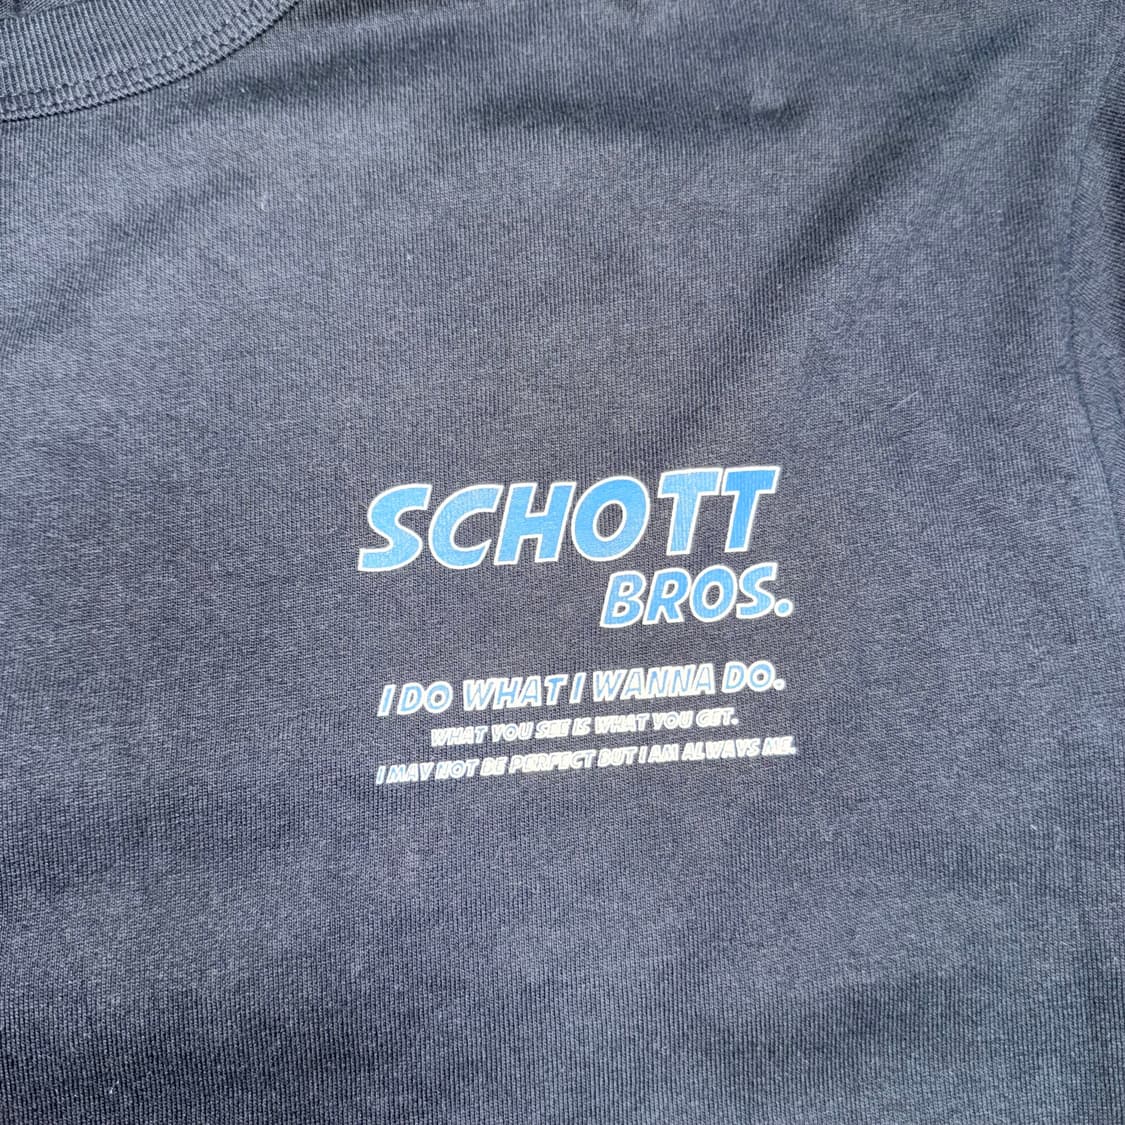 SCHOTT
BROS.
I DO WHAT I WANNA DO.
WHAT YOU SEE IS WHAT YOU GET.
I MAY NOT BE PERFECT BUT I AM ALWAYS ME.